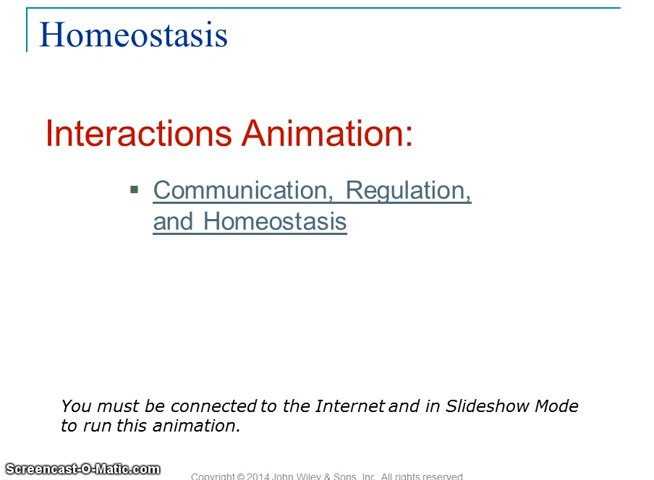 Homeostasis
Interactions Animation:
▪ Communication, Regulation,
and Homeostasis
You must be connected to the Internet and in Slideshow Mode
to run this animation.
Screencast-O-Matic.com
Copyright © 2014 John Wiley & Sons, Inc. All rights reserved.